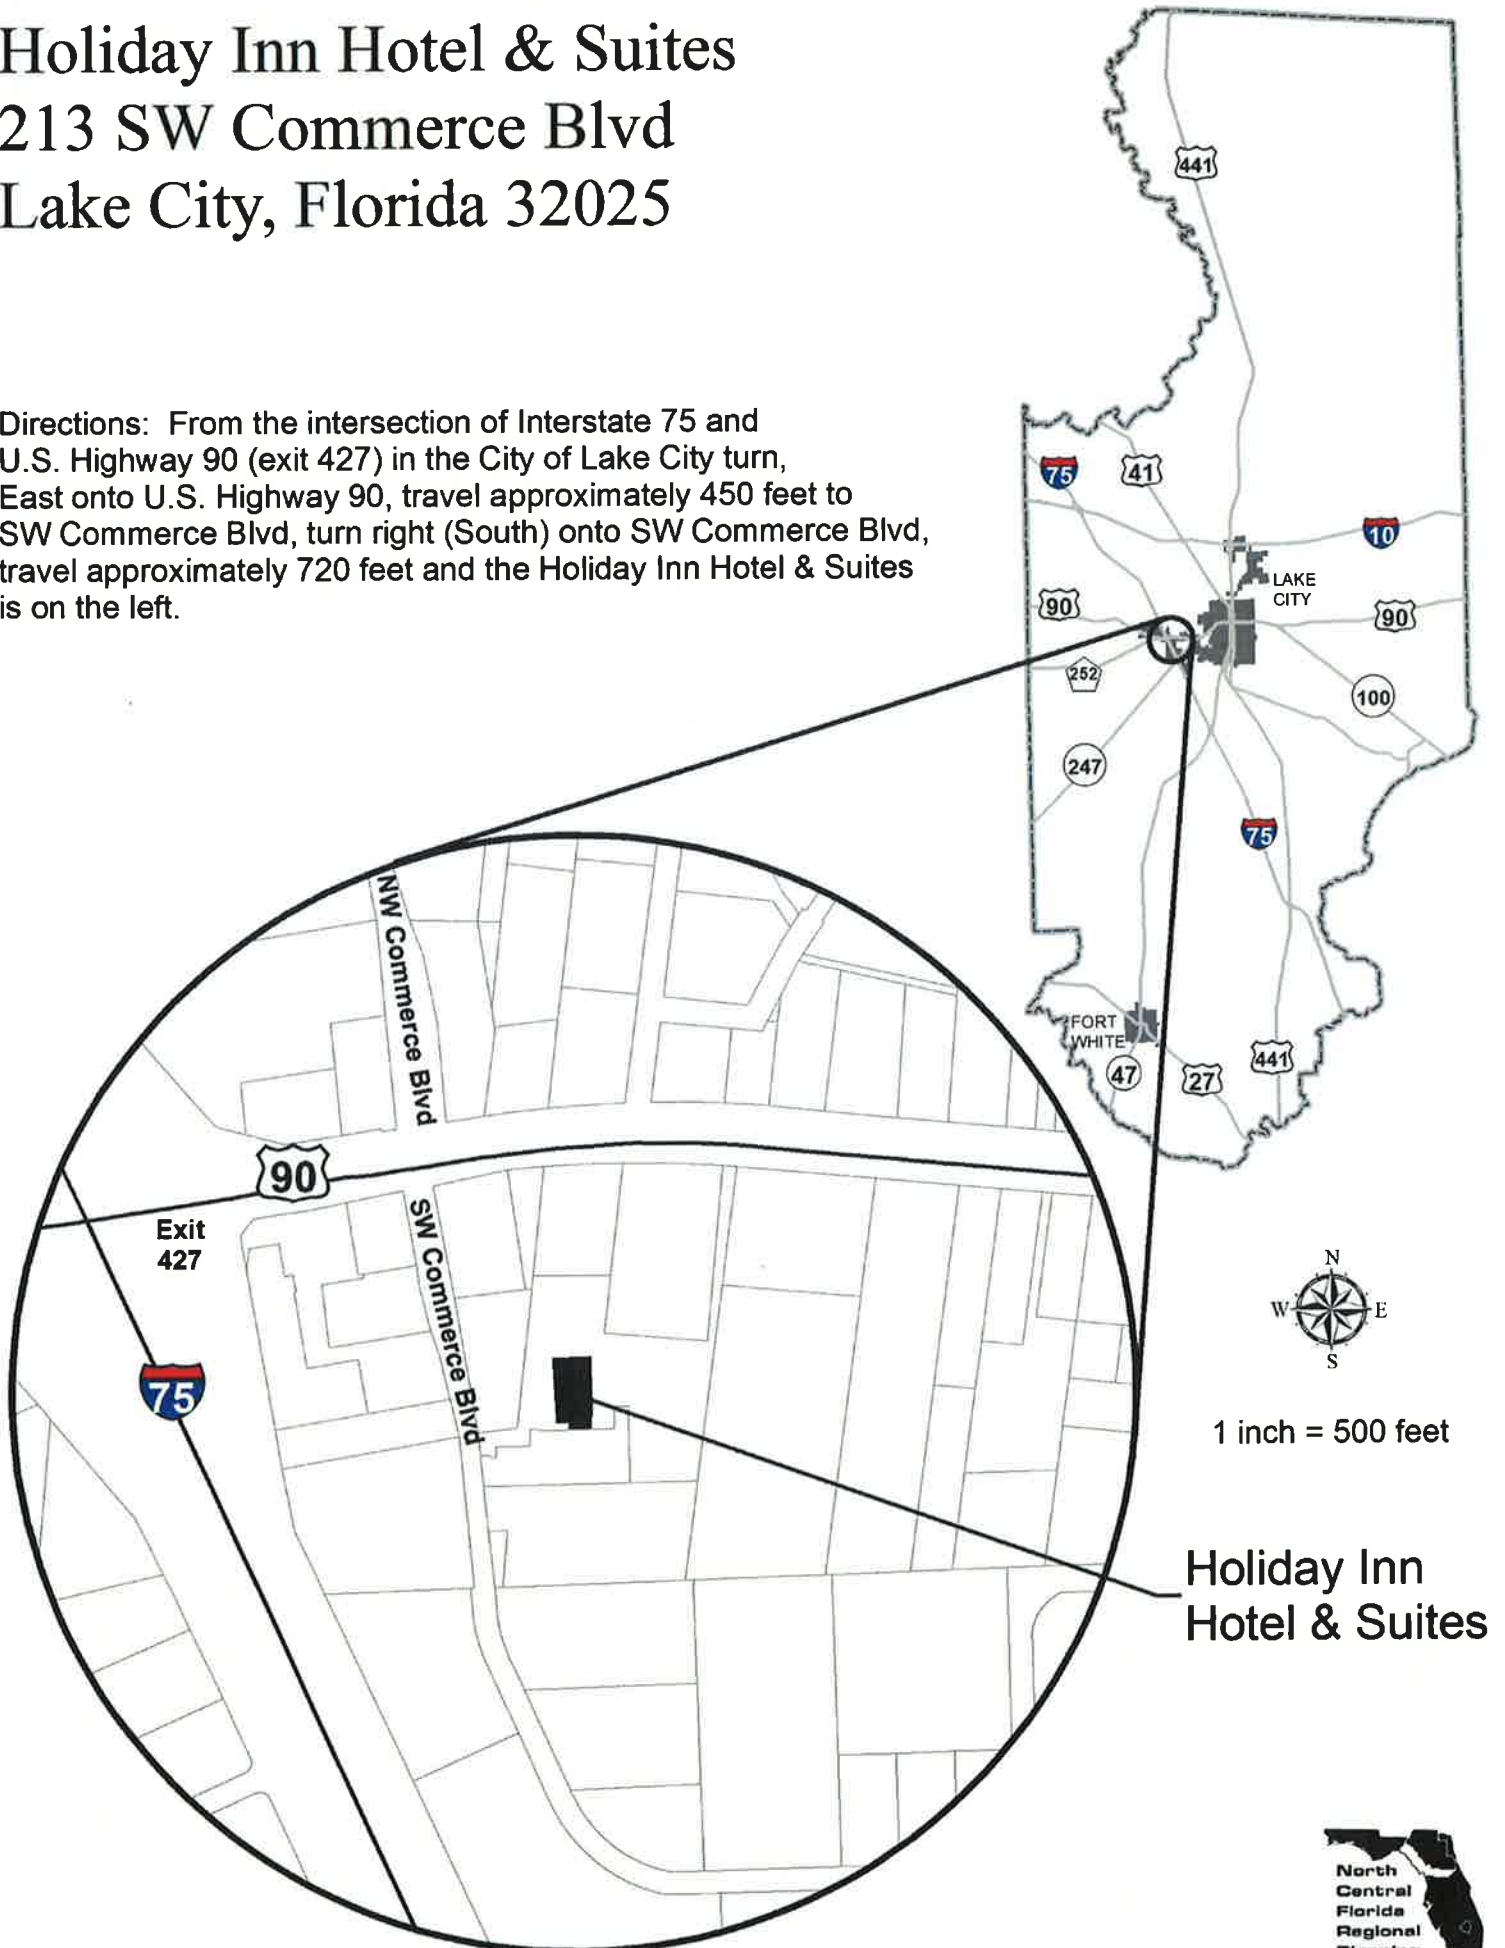 Holiday Inn Hotel & Suites
213 SW Commerce Blvd
Lake City, Florida 32025
Directions: From the intersection of Interstate 75 and
U.S. Highway 90 (exit 427) in the City of Lake City turn,
East onto U.S. Highway 90, travel approximately 450 feet to
SW Commerce Blvd, turn right (South) onto SW Commerce Blvd,
travel approximately 720 feet and the Holiday Inn Hotel & Suites
is on the left.
441
75
41
10
LAKE
CITY
90
90
252
100
247
75
FORT
WHITE
47
27
441
NW Commerce Blvd
90
Exit
427
SW Commerce Blvd
75
N
W
E
S
1 inch = 500 feet
Holiday Inn
Hotel & Suites
North
Central
Florida
Regional